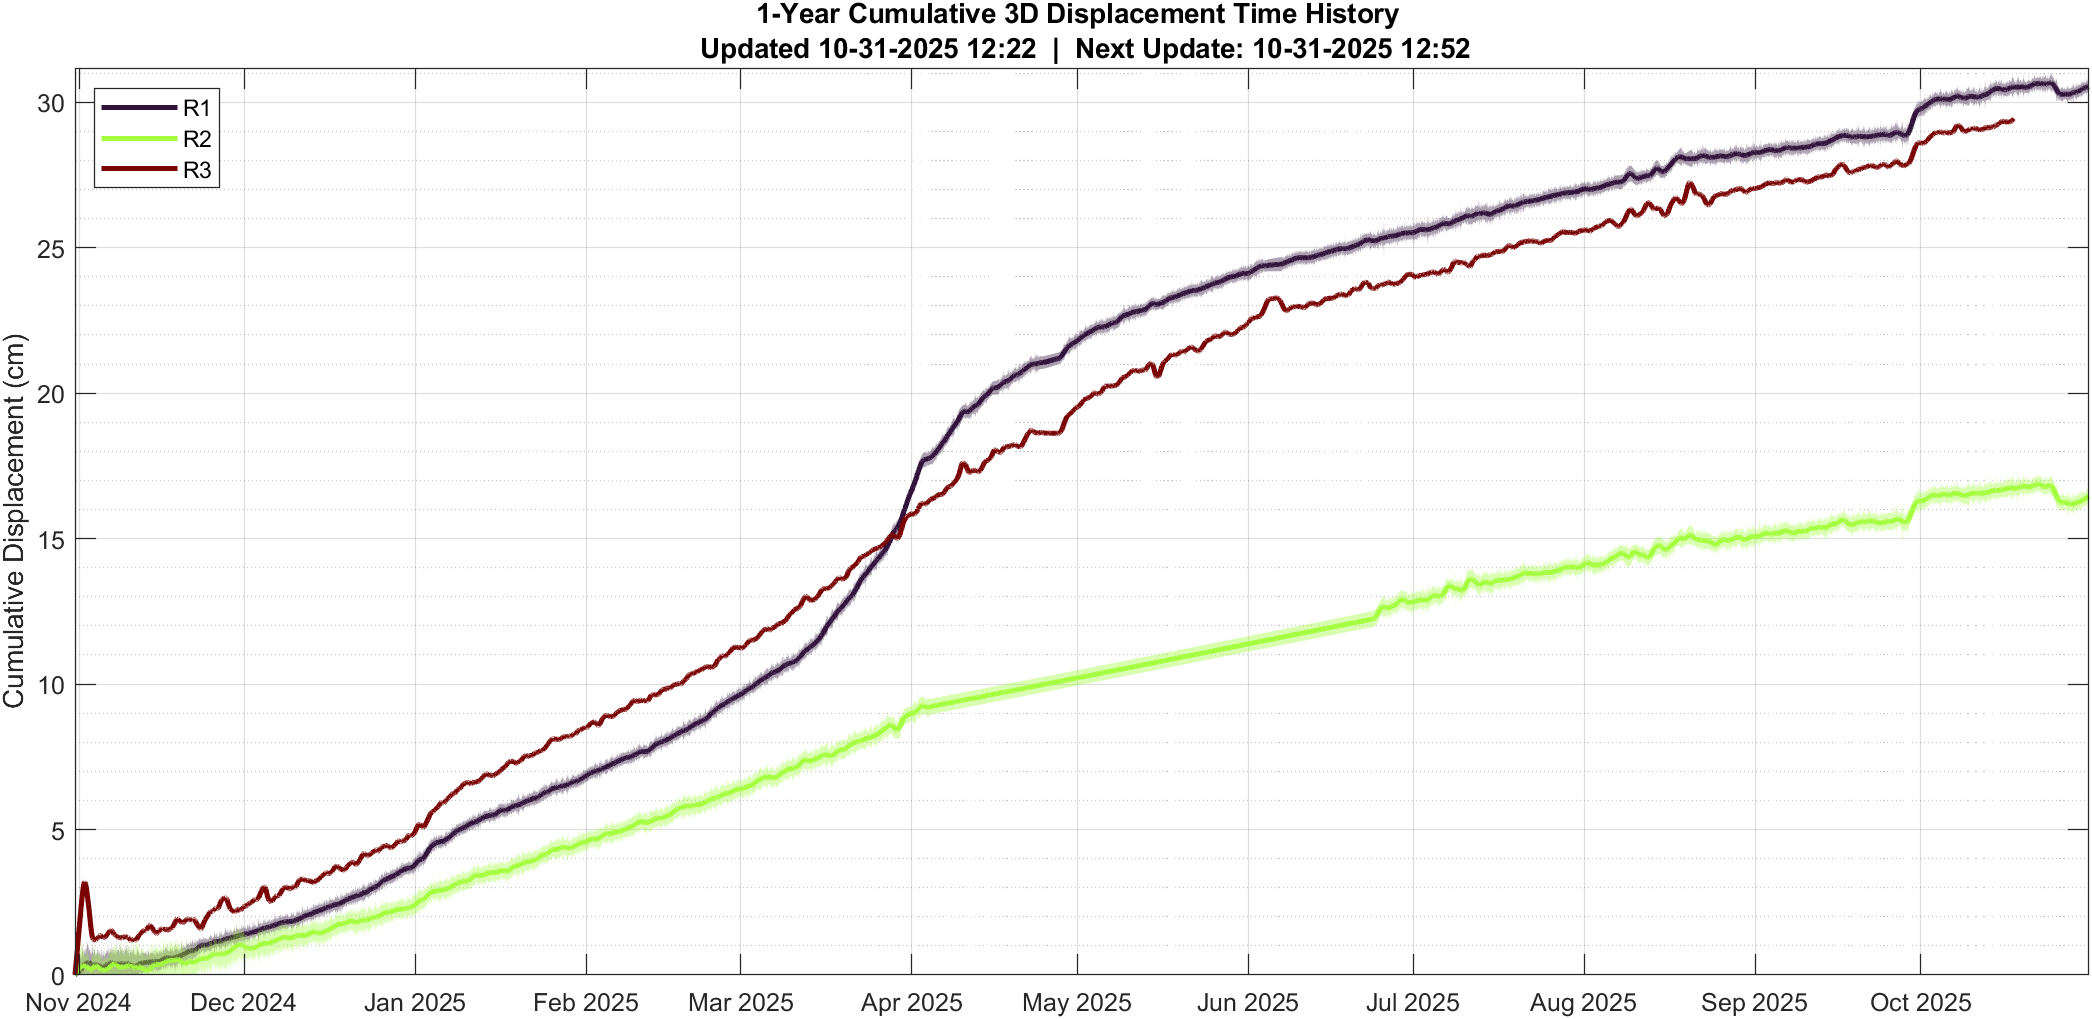 1-Year Cumulative 3D Displacement Time History
Updated 10-31-2025 12:22 | Next Update: 10-31-2025 12:52
R1
R2
R3
Cumulative Displacement (cm)
30
25
20
15
10
5
0
Nov 2024 Dec 2024 Jan 2025 Feb 2025 Mar 2025 Apr 2025 May 2025 Jun 2025 Jul 2025 Aug 2025 Sep 2025 Oct 2025